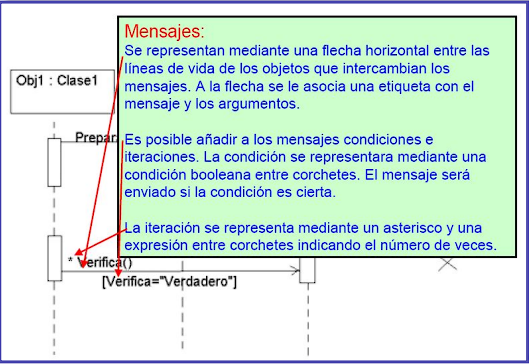 Mensajes:
Se representan mediante una flecha horizontal entre las
líneas de vida de los objetos que intercambian los
mensajes. A la flecha se le asocia una etiqueta con el
mensaje y los argumentos.
Es posible añadir a los mensajes condiciones e
iteraciones. La condición se representara mediante una
condición booleana entre corchetes. El mensaje será
enviado si la condición es cierta.
La iteración se representa mediante un asterisco y una
expresión entre corchetes indicando el número de veces.
Obj1 : Clase1
* Verifica()
[Verifica="Verdadero"]